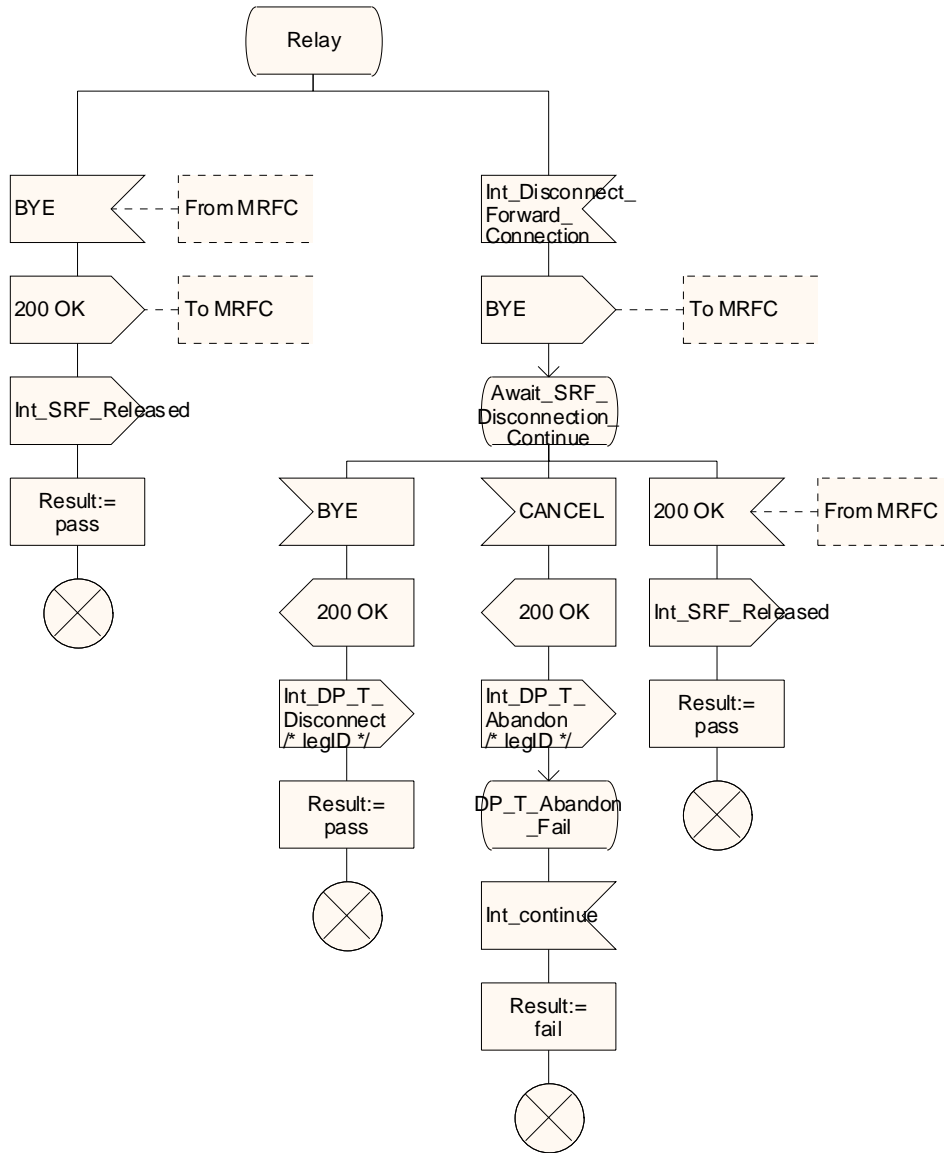 Relay
BYE
From MRFC
200 OK
To MRFC
Int_SRF_Released
Result:=
pass
Int_Disconnect_
Forward_
Connection
BYE
To MRFC
Await_SRF_
Disconnection_
Continue
BYE
200 OK
Int_DP_T_
Disconnect
/* legID */
Result:=
pass
CANCEL
200 OK
Int_DP_T_
Abandon
/* legID */
DP_T_Abandon
_Fail
Int_continue
Result:=
fail
200 OK
From MRFC
Int_SRF_Released
Result:=
pass